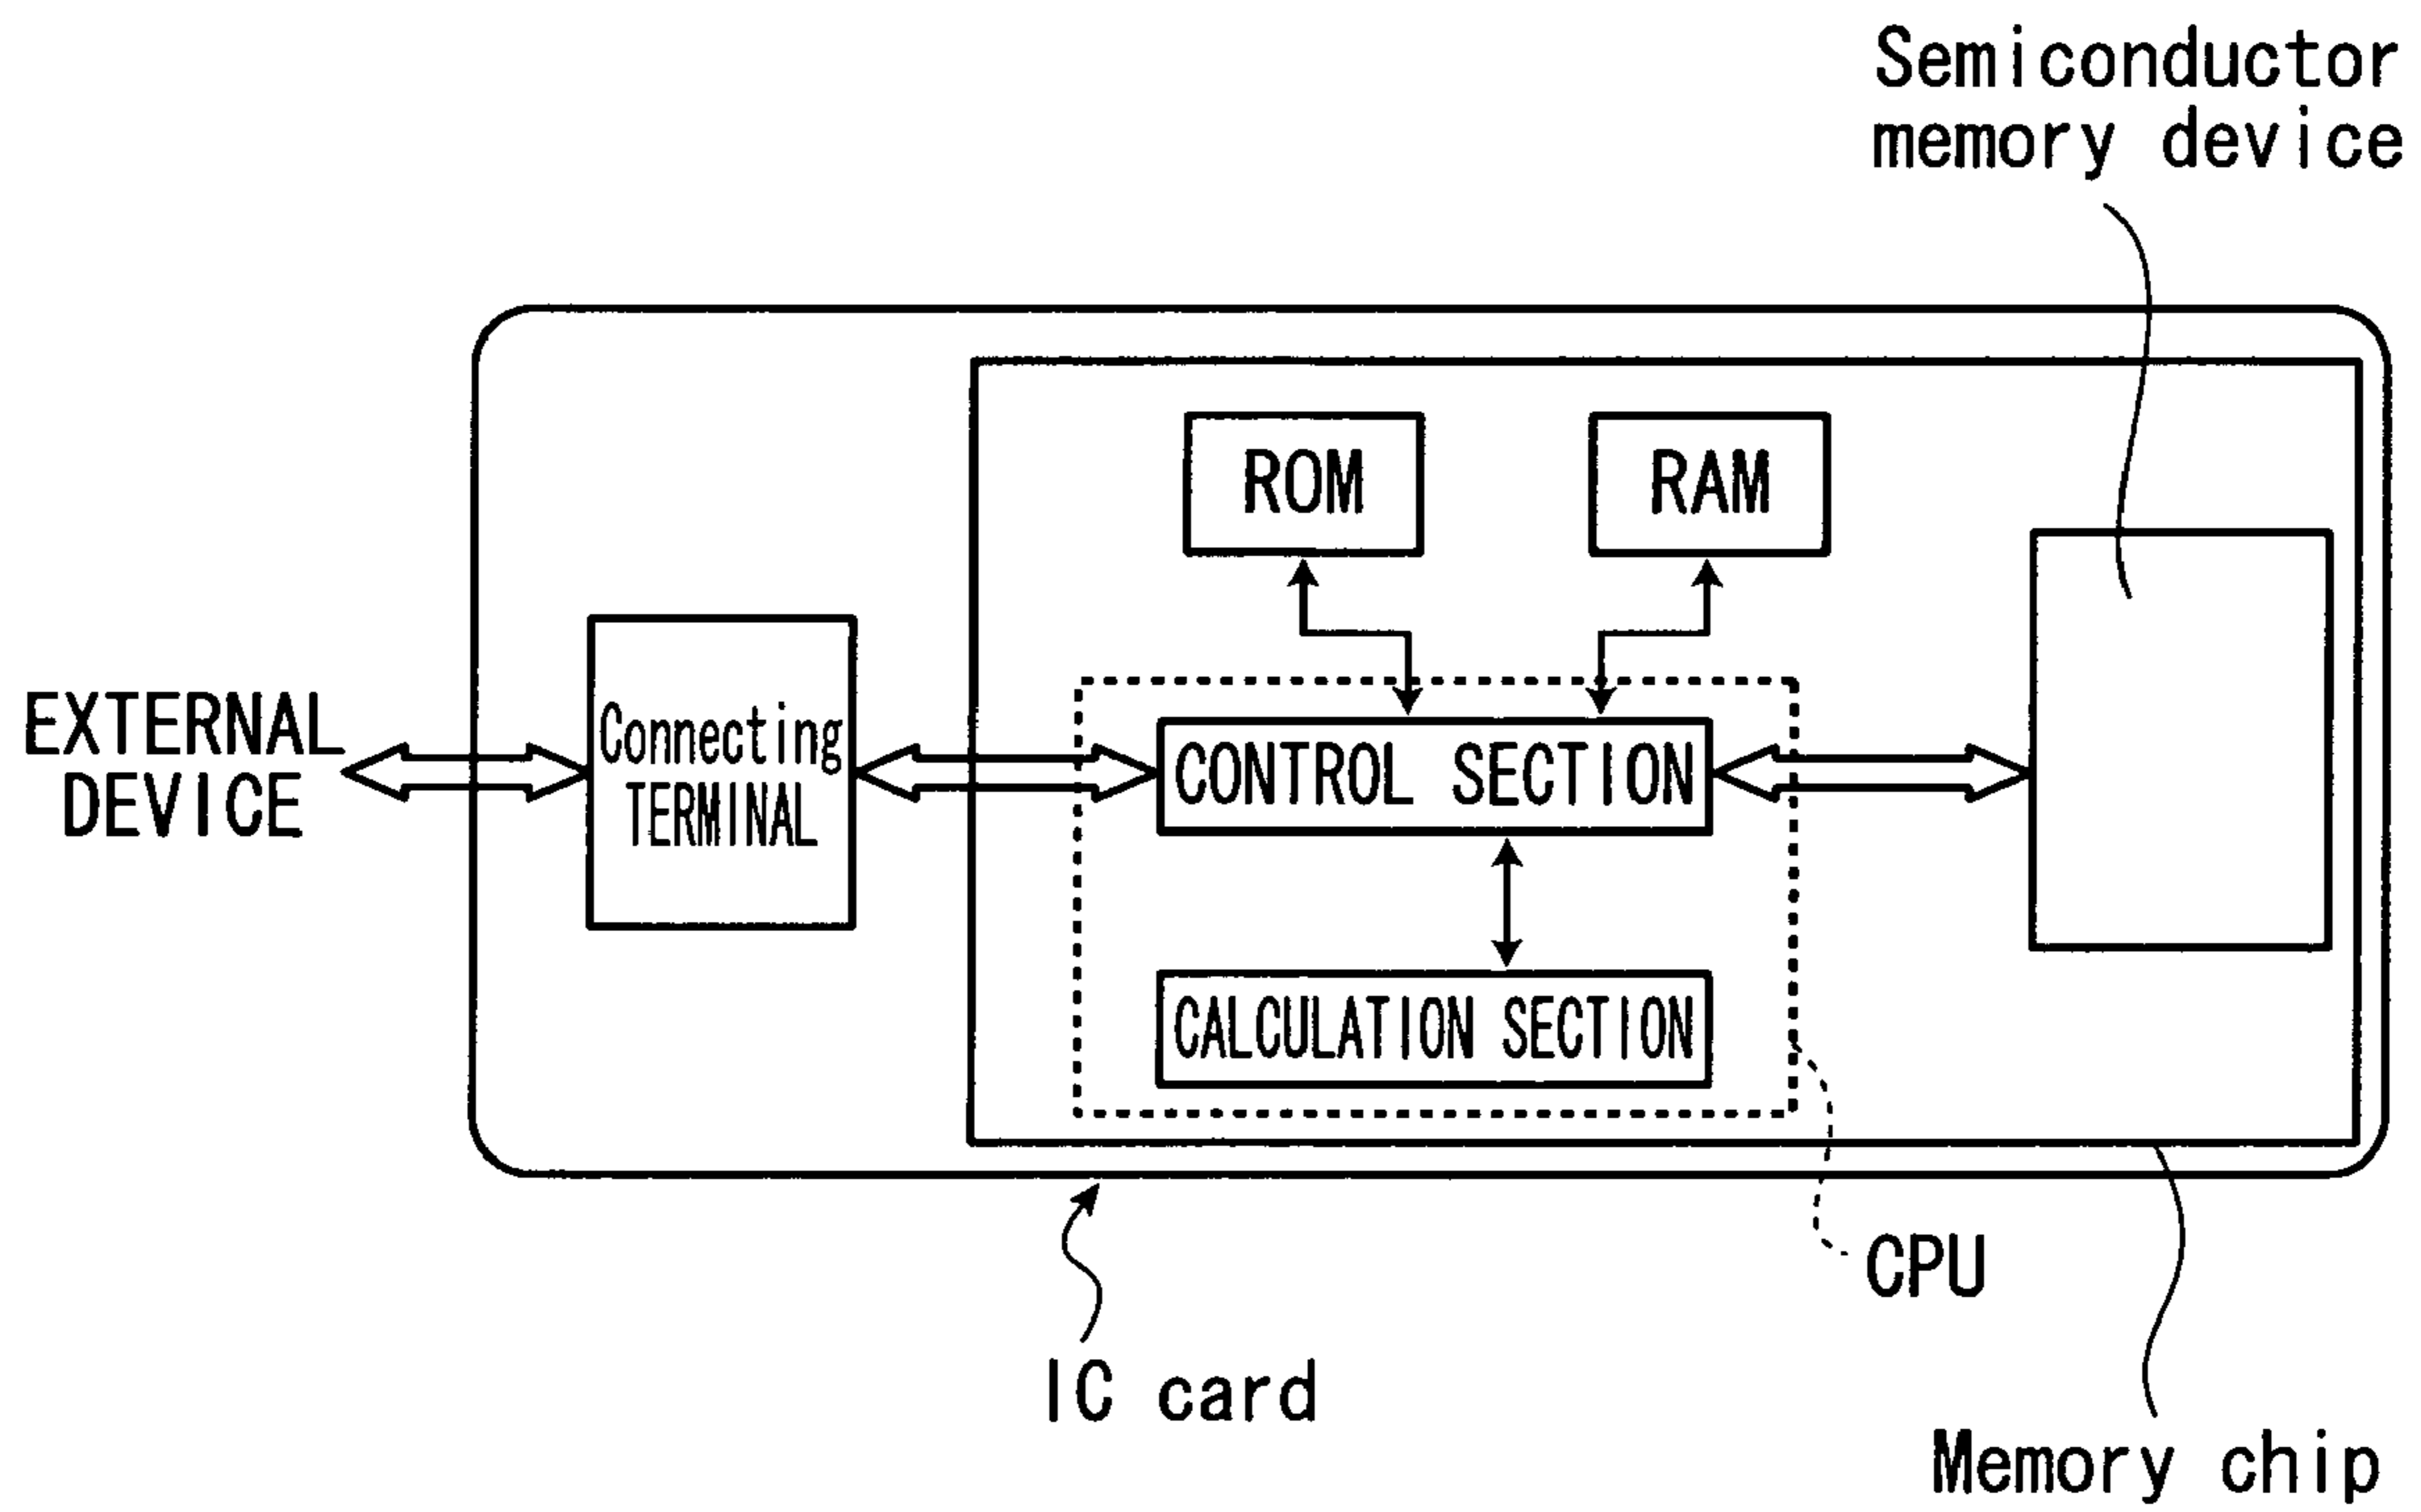 Semiconductor
memory device
ROM
RAM
EXTERNAL
DEVICE
Connecting
TERMINAL
CONTROL SECTION
CALCULATION SECTION
CPU
IC card
Memory chip